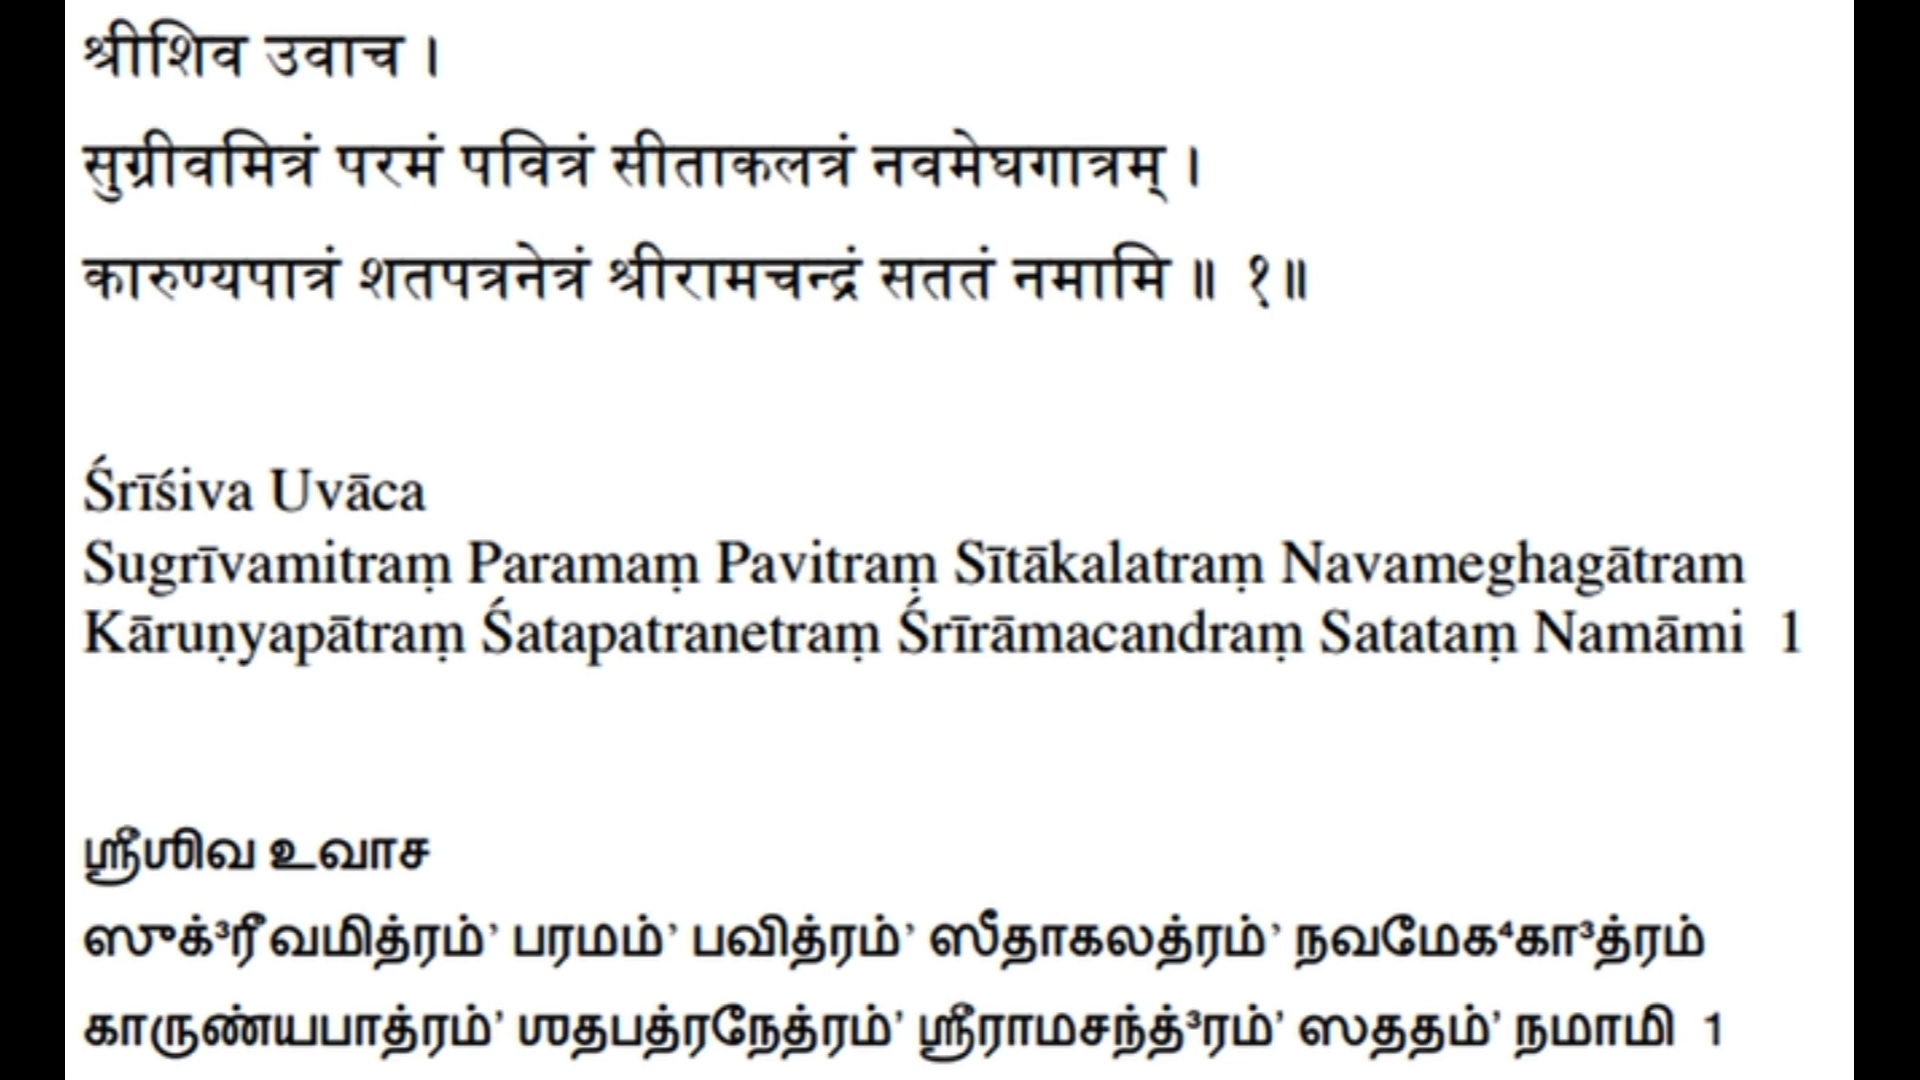 श्रीशिव उवाच ।
सुग्रीवमित्रं परमं पवित्रं सीताकलत्रं नवमेघगात्रम् ।
कारुण्यपात्रं शतपत्रनेत्रं श्रीरामचन्द्रं सततं नमामि ॥ १॥
Śrīśiva Uvāca
Sugrīvamitraṃ Paramaṃ Pavitraṃ Sītākalatraṃ Navameghagātram
Kāruṇyapātraṃ Śatapatranetraṃ Śrīrāmacandraṃ Satataṃ Namāmi 1
ஶ்ரீஶிவ உவாச
ஸுக்³ரீவமித்ரம்ʼ பரமம்ʼ பவித்ரம்ʼ ஸீதாகலத்ரம்ʼ நவமேக⁴கா³த்ரம்
காருண்யபாத்ரம்ʼ ஶதபத்ரநேத்ரம்ʼ ஶ்ரீராமசந்த்³ரம்ʼ ஸததம்ʼ நமாமி 1